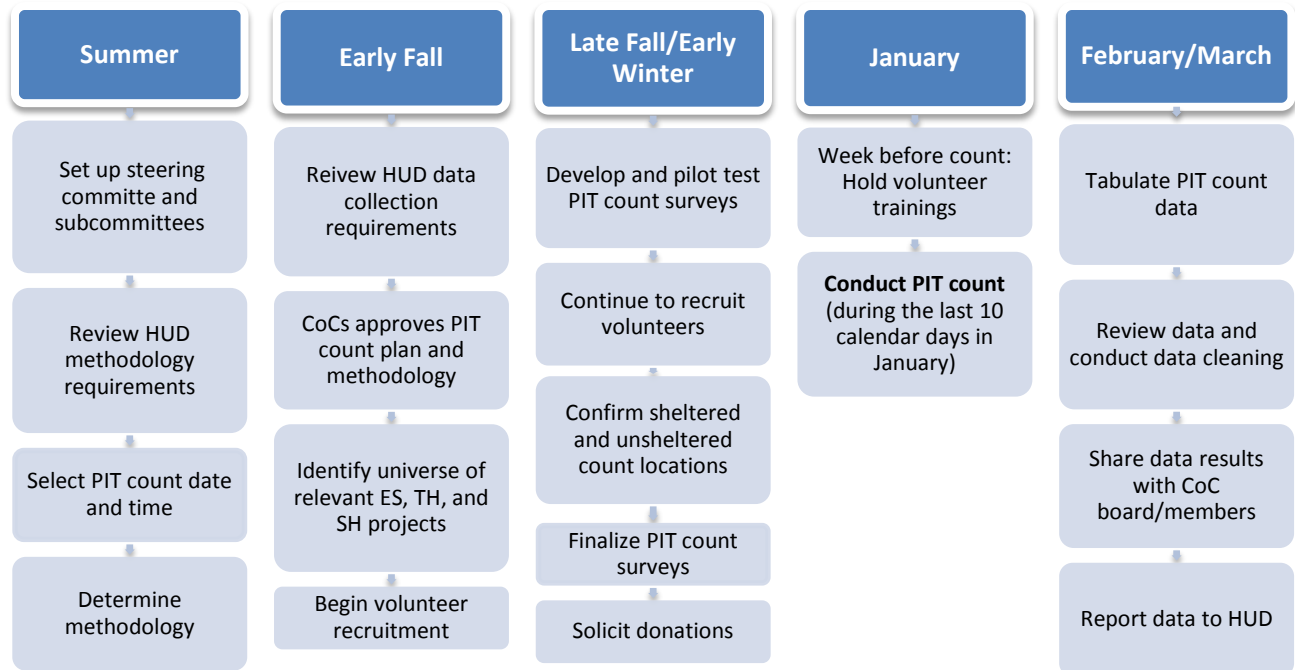 Summer
Set up steering
committe and
subcommittees
Review HUD
methodology
requirements
Select PIT count date
and time
Determine
methodology
Early Fall
Reivew HUD data
collection
requirements
CoCs approves PIT
count plan and
methodology
Identify universe of
relevant ES, TH, and
SH projects
Begin volunteer
recruitment
Late Fall/Early
Winter
Develop and pilot test
PIT count surveys
Continue to recruit
volunteers
Confirm sheltered
and unsheltered
count locations
Finalize PIT count
surveys
Solicit donations
January
Week before count:
Hold volunteer
trainings
Conduct PIT count
(during the last 10
calendar days in
January)
February/March
Tabulate PIT count
data
Review data and
conduct data cleaning
Share data results
with CoC
board/members
Report data to HUD